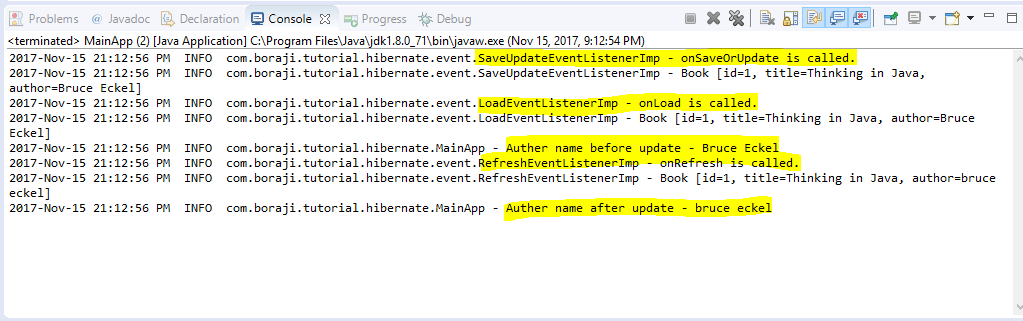 Problems @ Javadoc Declaration Console Progress Debug
<terminated> MainApp (2) [Java Application] C:\Program Files\Java\jdk1.8.0_71\bin\javaw.exe (Nov 15, 2017, 9:12:54 PM)
2017-Nov-15 21:12:56 PM  INFO  com.boraji.tutorial.hibernate.event.SaveUpdateEventListenerImp - onSaveOrUpdate is called.
2017-Nov-15 21:12:56 PM  INFO  com.boraji.tutorial.hibernate.event.SaveUpdateEventListenerImp - Book [id=1, title=Thinking in Java,
author=Bruce Eckel]
2017-Nov-15 21:12:56 PM  INFO  com.boraji.tutorial.hibernate.event.LoadEventListenerImp - onLoad is called.
2017-Nov-15 21:12:56 PM  INFO  com.boraji.tutorial.hibernate.event.LoadEventListenerImp - Book [id=1, title=Thinking in Java, author=Bruce
Eckel]
2017-Nov-15 21:12:56 PM  INFO  com.boraji.tutorial.hibernate.MainApp - Auther name before update - Bruce Eckel
2017-Nov-15 21:12:56 PM  INFO  com.boraji.tutorial.hibernate.event.RefreshEventListenerImp - onRefresh is called.
2017-Nov-15 21:12:56 PM  INFO  com.boraji.tutorial.hibernate.event.RefreshEventListenerImp - Book [id=1, title=Thinking in Java, author=bruce
eckel]
2017-Nov-15 21:12:56 PM  INFO  com.boraji.tutorial.hibernate.MainApp - Auther name after update - bruce eckel